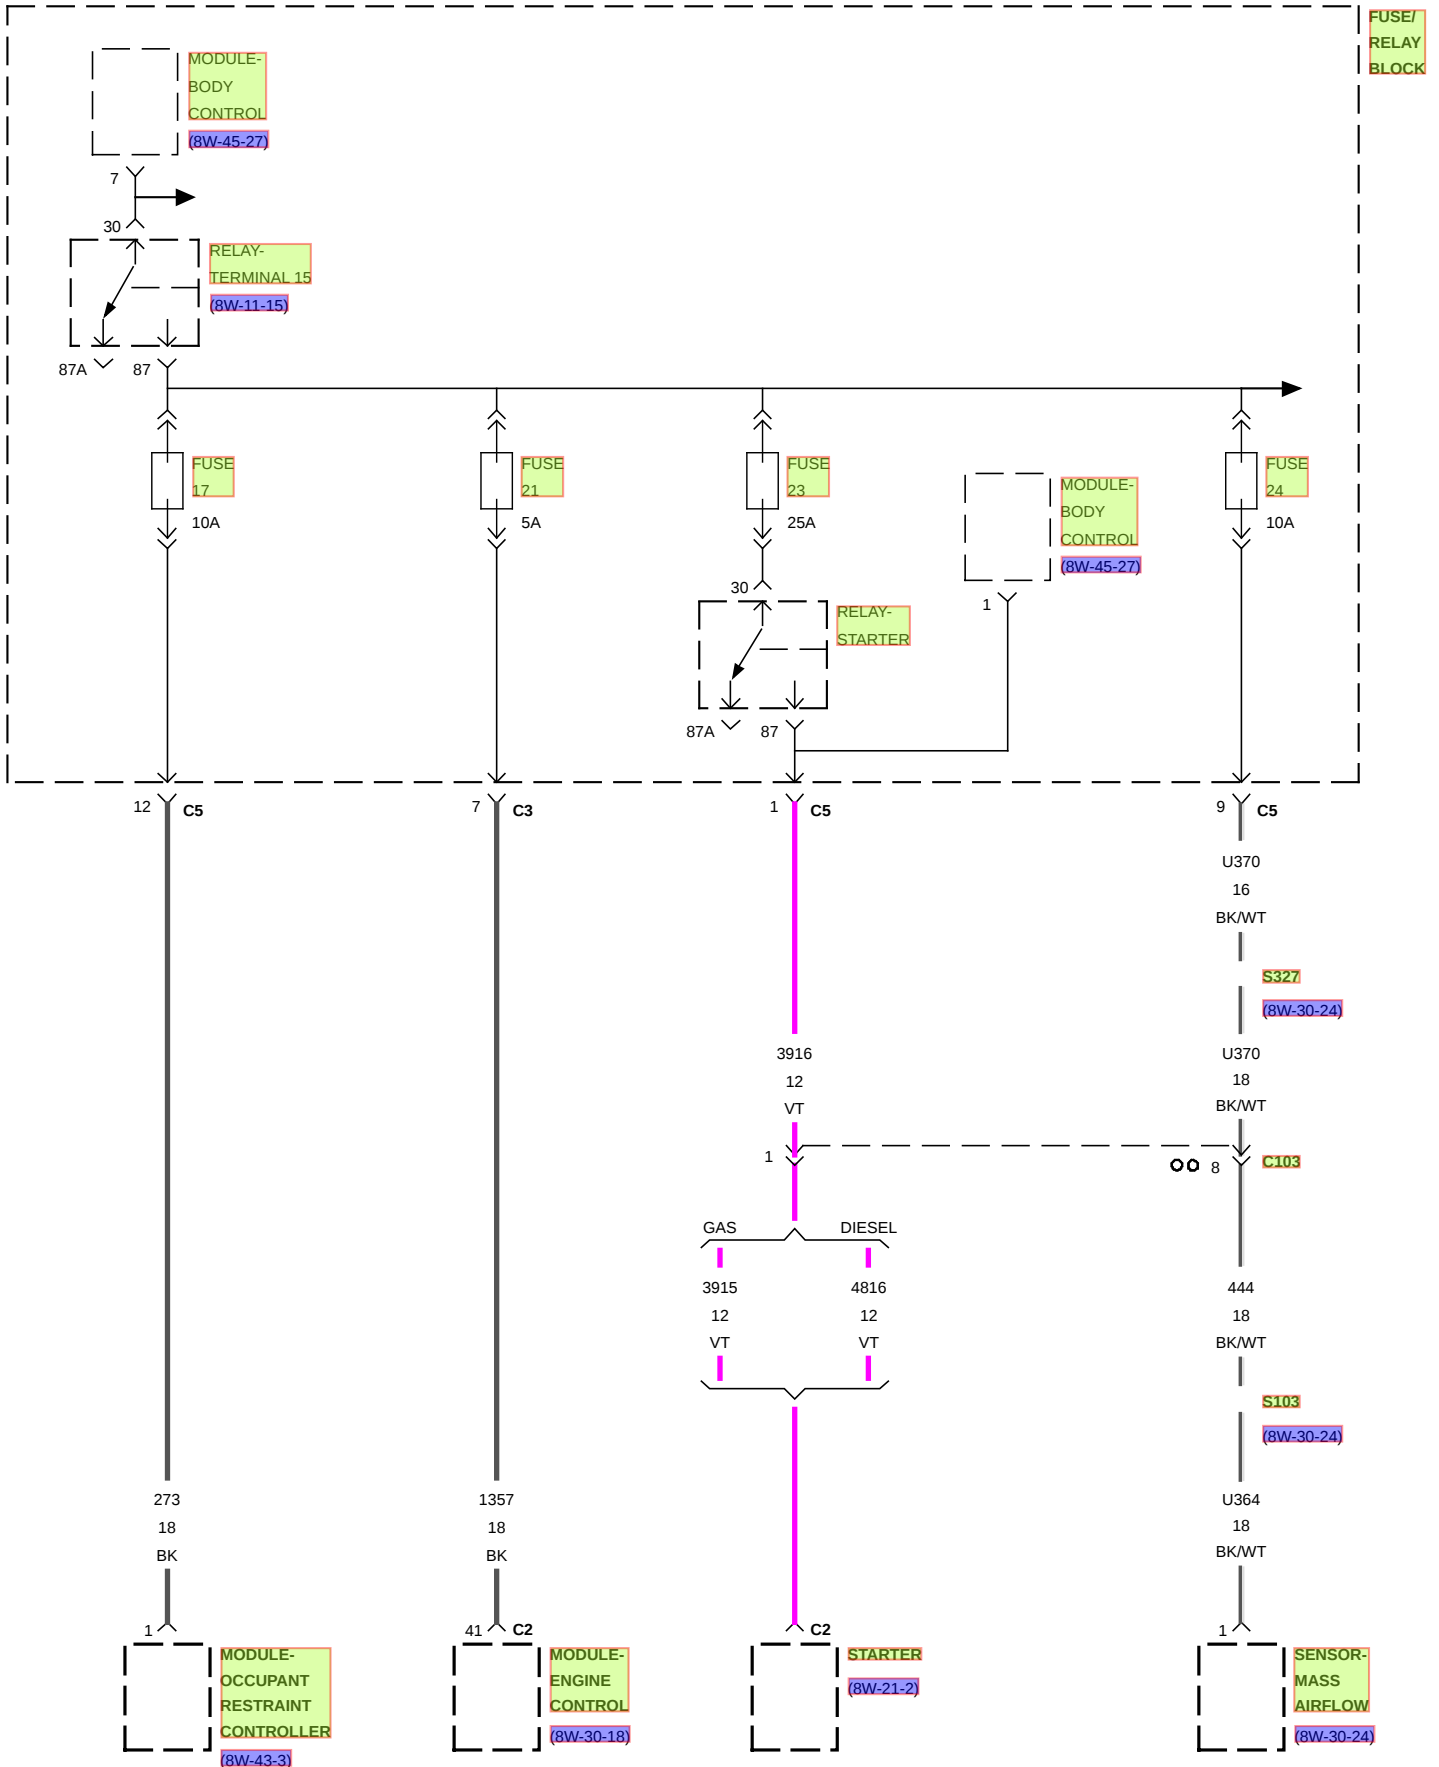 FUSE/
RELAY
BLOCK
MODULE-
BODY
CONTROL
(8W-45-27)
7
30
RELAY-
TERMINAL 15
(8W-11-15)
87A
87
FUSE
17
10A
FUSE
21
5A
FUSE
23
25A
MODULE-
BODY
CONTROL
(8W-45-27)
1
FUSE
24
10A
30
RELAY-
STARTER
87A
87
12
C5
7
C3
1
C5
9
C5
U370
16
BK/WT
S327
(8W-30-24)
3916
12
VT
U370
18
BK/WT
1
8
C103
GAS
DIESEL
3915
12
VT
4816
12
VT
444
18
BK/WT
S103
(8W-30-24)
273
18
BK
1357
18
BK
U364
18
BK/WT
1
MODULE-
OCCUPANT
RESTRAINT
CONTROLLER
(8W-43-3)
41
C2
MODULE-
ENGINE
CONTROL
(8W-30-18)
C2
STARTER
(8W-21-2)
1
SENSOR-
MASS
AIRFLOW
(8W-30-24)